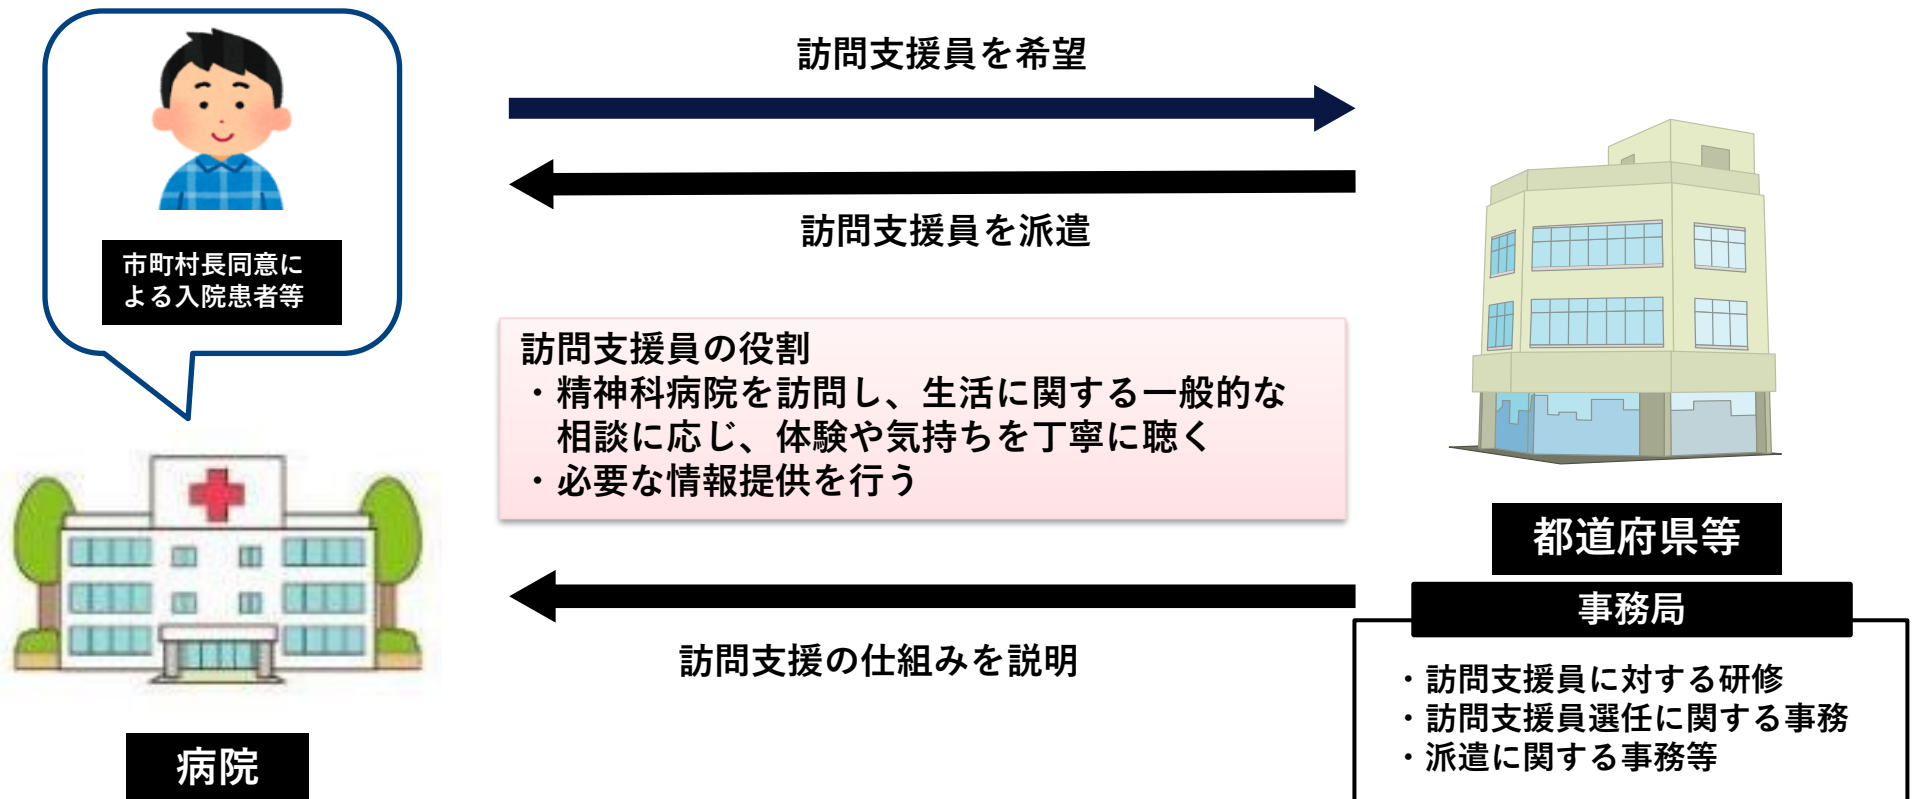 訪問支援員を希望
訪問支援員を派遣
市町村長同意に
よる入院患者等
訪問支援員の役割
・精神科病院を訪問し、生活に関する一般的な
相談に応じ、体験や気持ちを丁寧に聴く
・必要な情報提供を行う
都道府県等
事務局
訪問支援の仕組みを説明
・訪問支援員に対する研修
・訪問支援員選任に関する事務
・派遣に関する事務等
病院